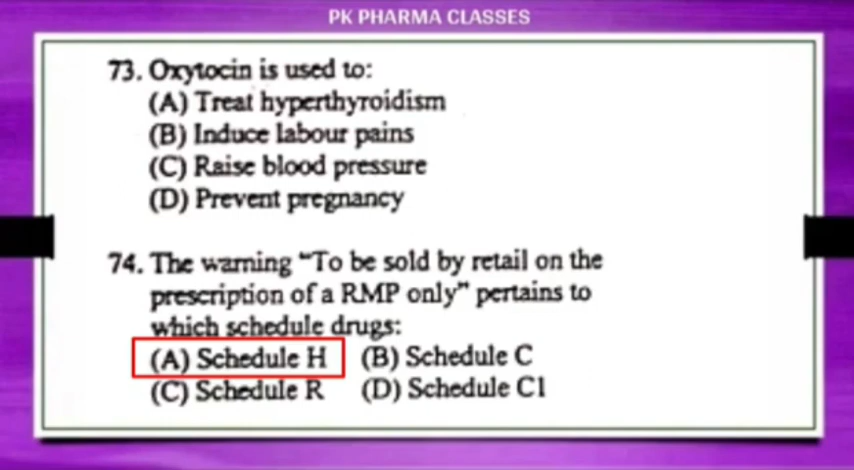 PK PHARMA CLASSES
73. Oxytocin is used to:
(A) Treat hyperthyroidism
(B) Induce labour pains
(C) Raise blood pressure
(D) Prevent pregnancy
74. The warning "To be sold by retail on the
prescription of a RMP only" pertains to
which schedule drugs:
(A) Schedule H (B) Schedule C
(C) Schedule R (D) Schedule C1